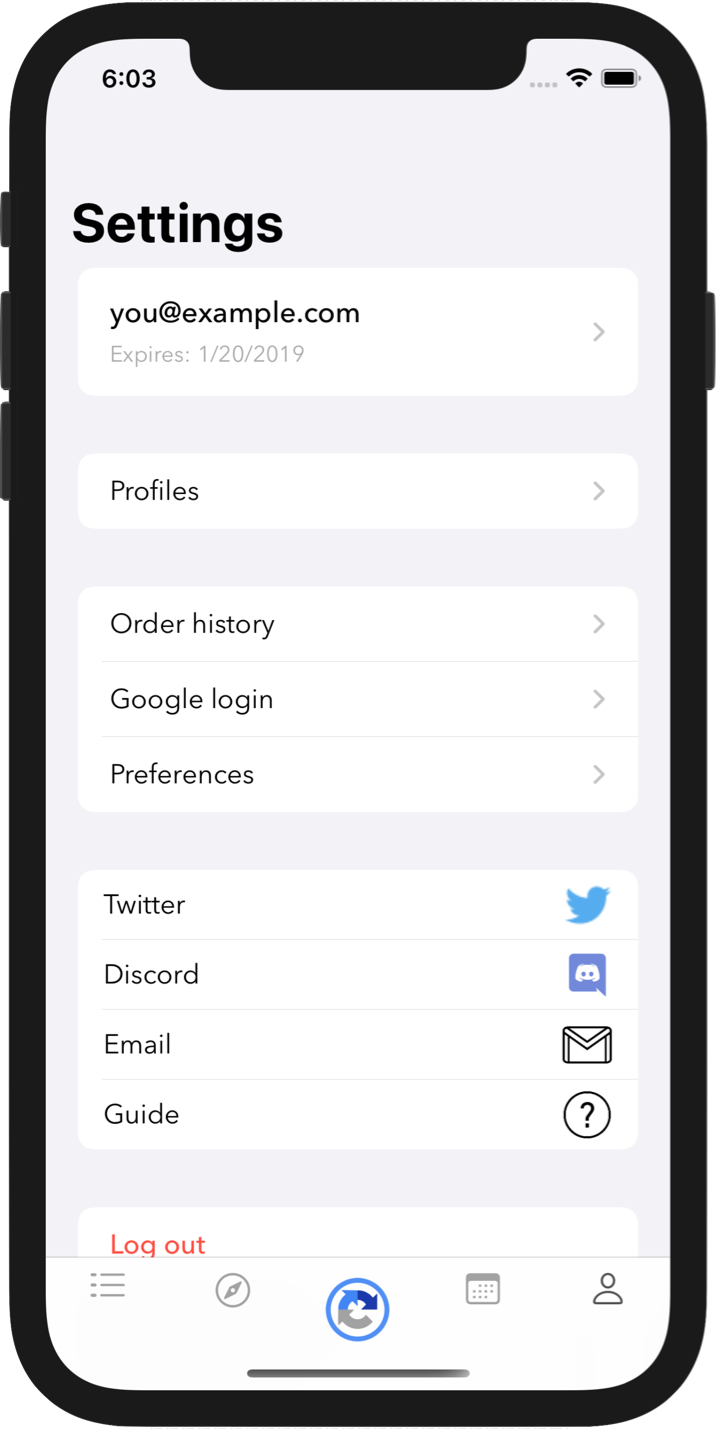 6:03
Settings
you@example.com
Expires: 1/20/2019
Profiles
Order history
Google login
Preferences
Twitter
Discord
Email
Guide
?
Log out